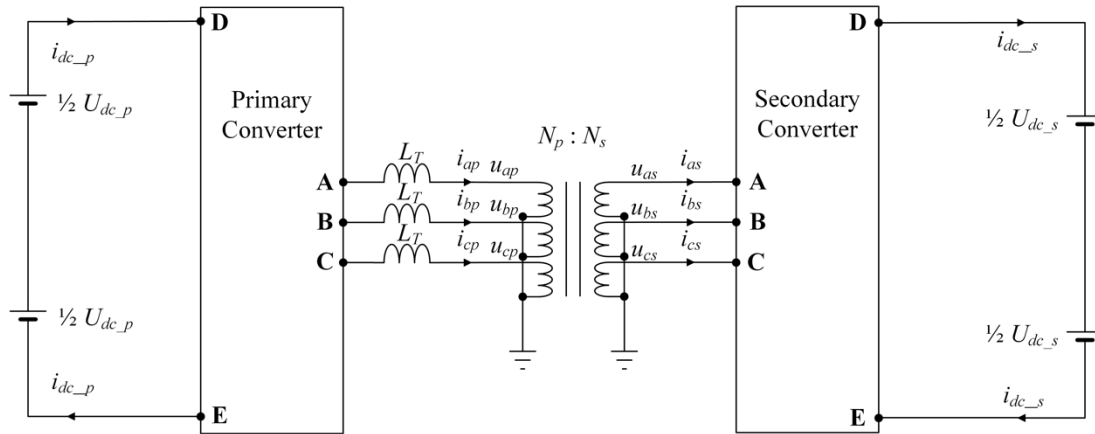 D
D
i_dc_p
i_dc_s
½ U_dc_p
Primary
Converter
Secondary
Converter
½ U_dc_s
N_p : N_s
L_T
i_ap
u_ap
u_as
i_as
A
A
L_T
i_bp
u_bp
u_bs
i_bs
B
B
L_T
i_cp
u_cp
u_cs
i_cs
C
C
½ U_dc_p
½ U_dc_s
i_dc_p
i_dc_s
E
E